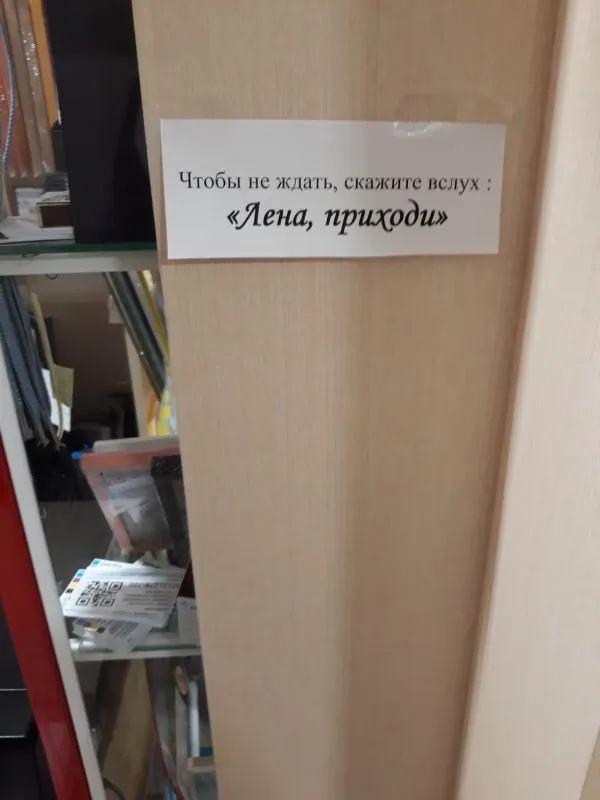 Чтобы не ждать, скажите вслух :
«Лена, приходи»